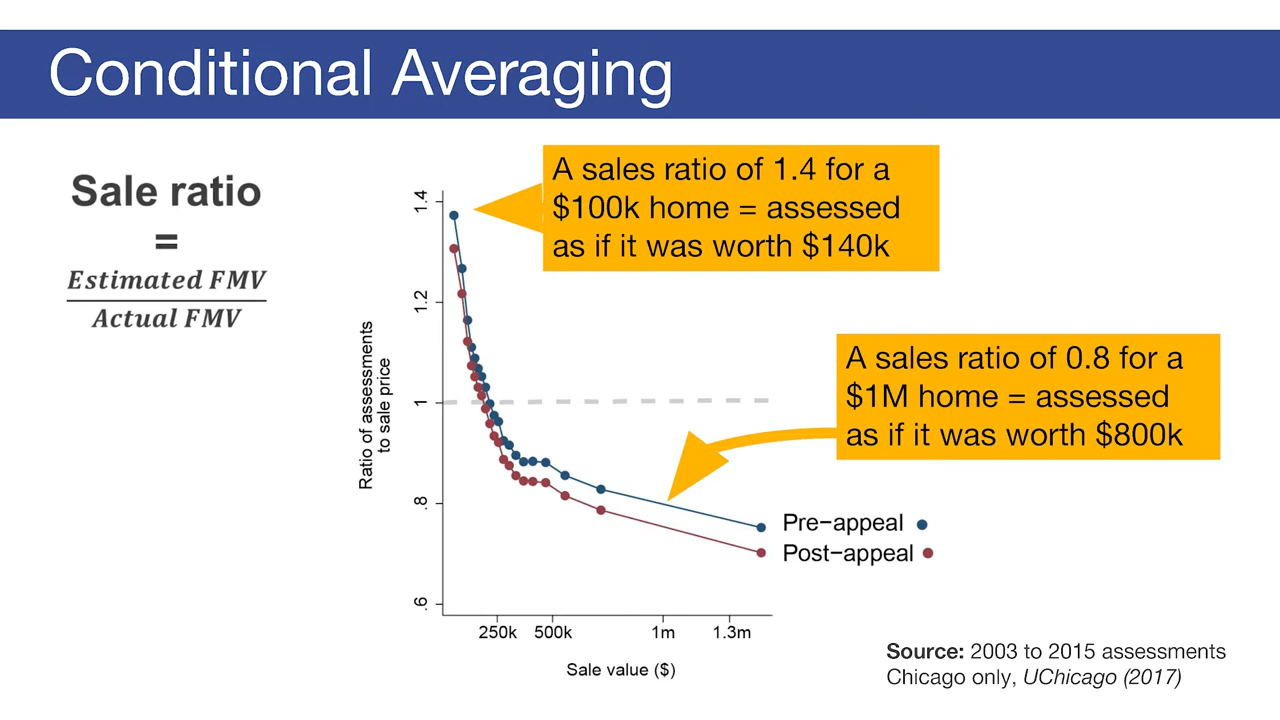 Conditional Averaging
Sale ratio
=
Estimated FMV
Actual FMV
A sales ratio of 1.4 for a
$100k home = assessed
as if it was worth $140k
A sales ratio of 0.8 for a
$1M home = assessed
as if it was worth $800k
Ratio of assessments
to sale price
1.4
1.2
1
.8
.6
250k 500k 1m 1.3m
Sale value ($)
Pre−appeal
Post−appeal
Source: 2003 to 2015 assessments
Chicago only, UChicago (2017)